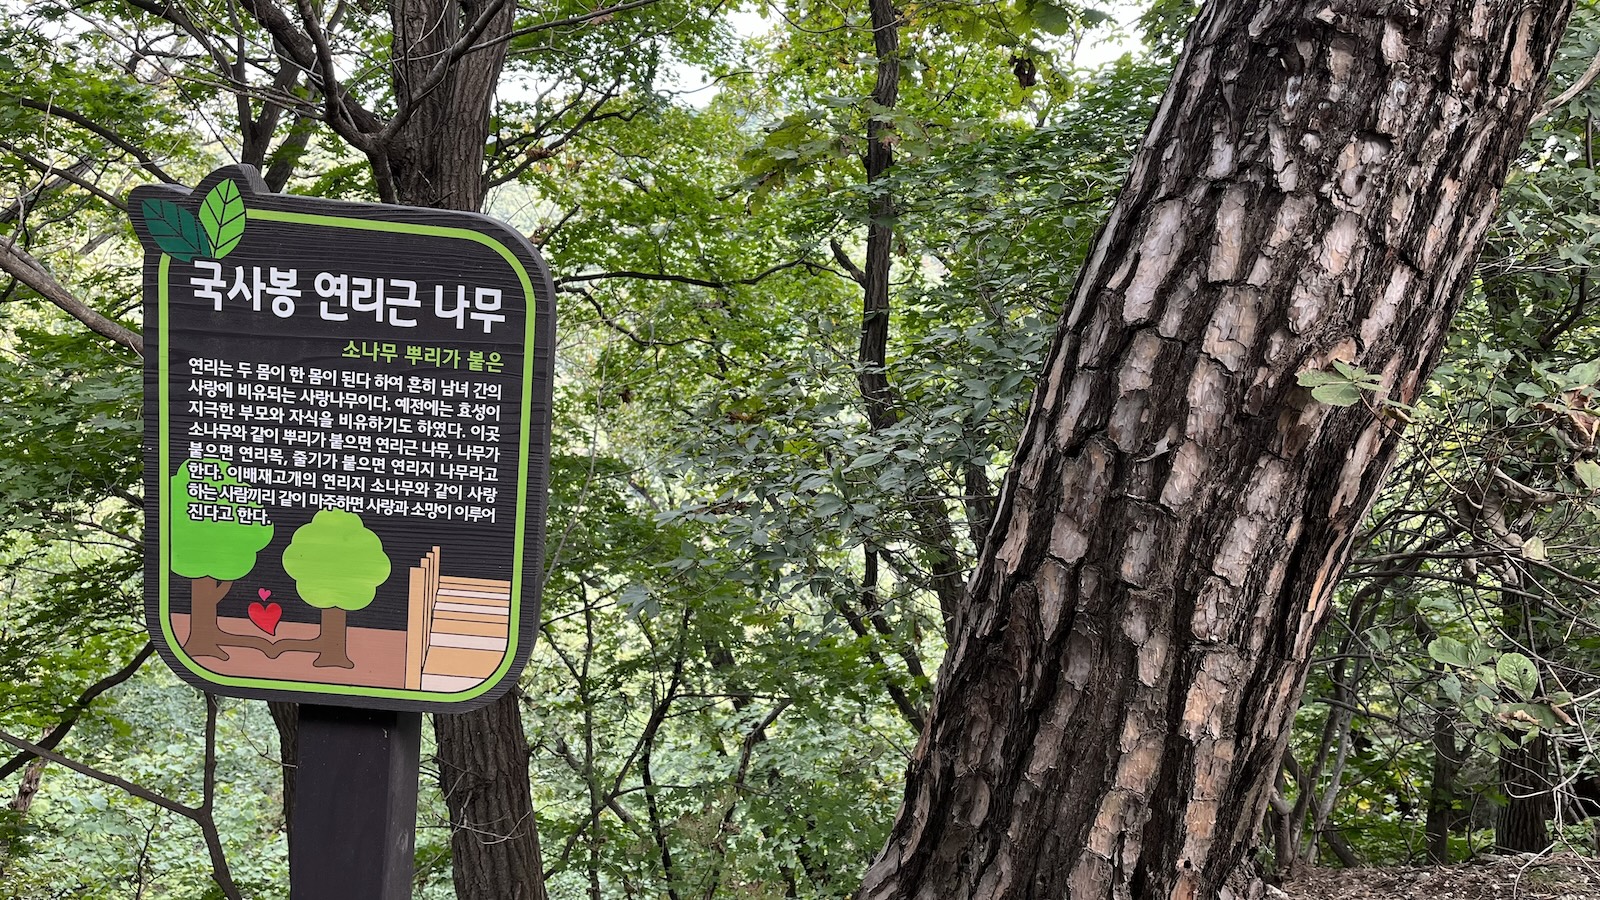 국사봉 연리근 나무
소나무 뿌리가 붙은
연리는 두 몸이 한 몸이 된다 하여 흔히 남녀 간의
사랑에 비유되는 사랑나무이다. 예전에는 효성이
지극한 부모와 자식을 비유하기도 하였다. 이곳
소나무와 같이 뿌리가 붙으면 연리근 나무, 나무가
붙으면 연리목, 줄기가 붙으면 연리지 나무라고
한다. 이배재고개의 연리지 소나무와 같이 사랑
하는 사람끼리 같이 마주하면 사랑과 소망이 이루어
진다고 한다.